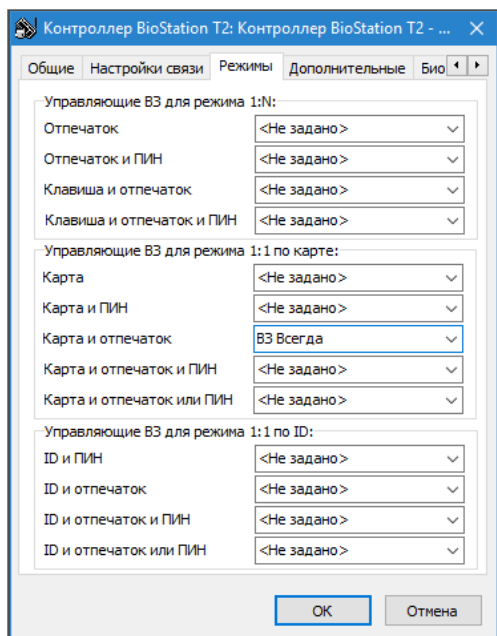 Контроллер BioStation T2: Контроллер BioStation T2 - ...
Общие Настройки связи Режимы Дополнительные Био
Управляющие ВЗ для режима 1:N:
Отпечаток <Не задано>
Отпечаток и ПИН <Не задано>
Клавиша и отпечаток <Не задано>
Клавиша и отпечаток и ПИН <Не задано>
Управляющие ВЗ для режима 1:1 по карте:
Карта <Не задано>
Карта и ПИН <Не задано>
Карта и отпечаток ВЗ Всегда
Карта и отпечаток и ПИН <Не задано>
Карта и отпечаток или ПИН <Не задано>
Управляющие ВЗ для режима 1:1 по ID:
ID и ПИН <Не задано>
ID и отпечаток <Не задано>
ID и отпечаток и ПИН <Не задано>
ID и отпечаток или ПИН <Не задано>
ОК Отмена